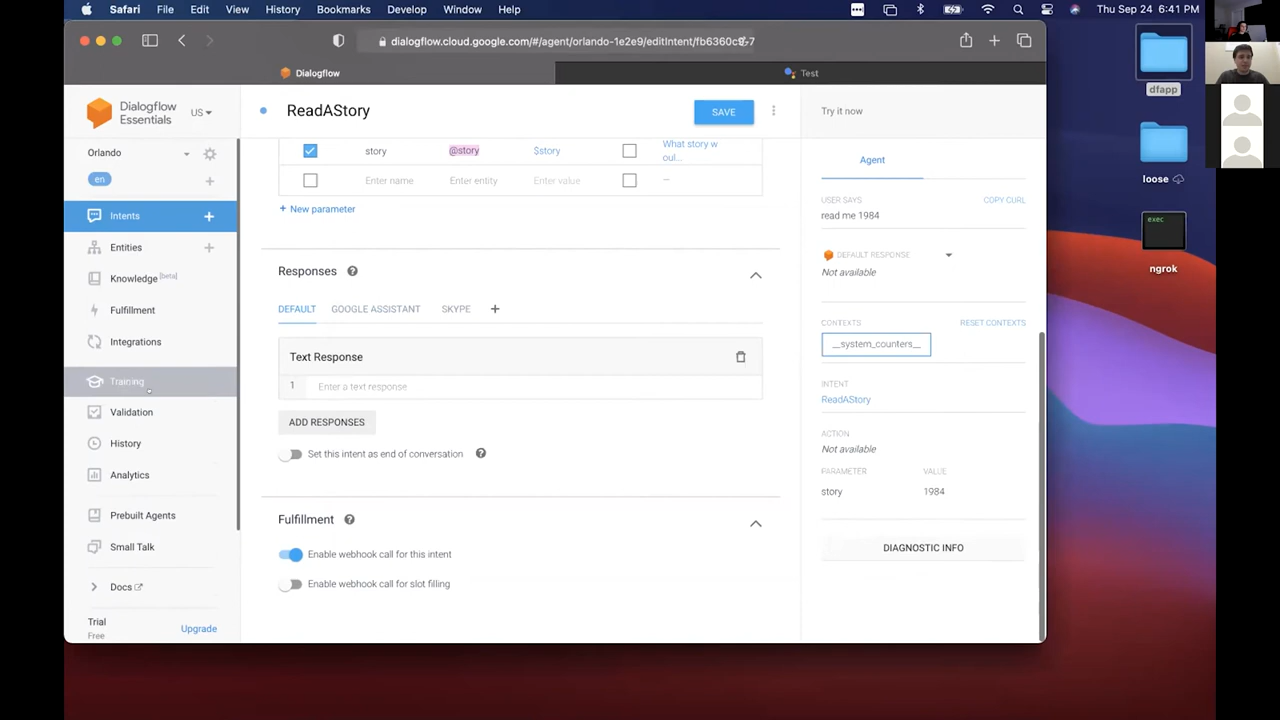 Safari File Edit View History Bookmarks Develop Window Help Thu Sep 24 6:41 PM
dialogflow.cloud.google.com/#/agent/orlando-1e2e9/editIntent/fb6360c9-7
Dialogflow Test
Dialogflow Essentials US
Orlando
en
Intents
Entities
Knowledge [beta]
Fulfillment
Integrations
Training
Validation
History
Analytics
Prebuilt Agents
Small Talk
Docs
Trial
Free
Upgrade
ReadAStory
SAVE
story @story $story What story w
oul...
Enter name Enter entity Enter value —
+ New parameter
Responses
DEFAULT GOOGLE ASSISTANT SKYPE +
Text Response
1 Enter a text response
ADD RESPONSES
Set this intent as end of conversation
Fulfillment
Enable webhook call for this intent
Enable webhook call for slot filling
Try it now
Agent
USER SAYS COPY CURL
read me 1984
DEFAULT RESPONSE
Not available
CONTEXTS RESET CONTEXTS
__system_counters__
INTENT
ReadAStory
ACTION
Not available
PARAMETER VALUE
story 1984
DIAGNOSTIC INFO
dfapp
loose
exec
ngrok